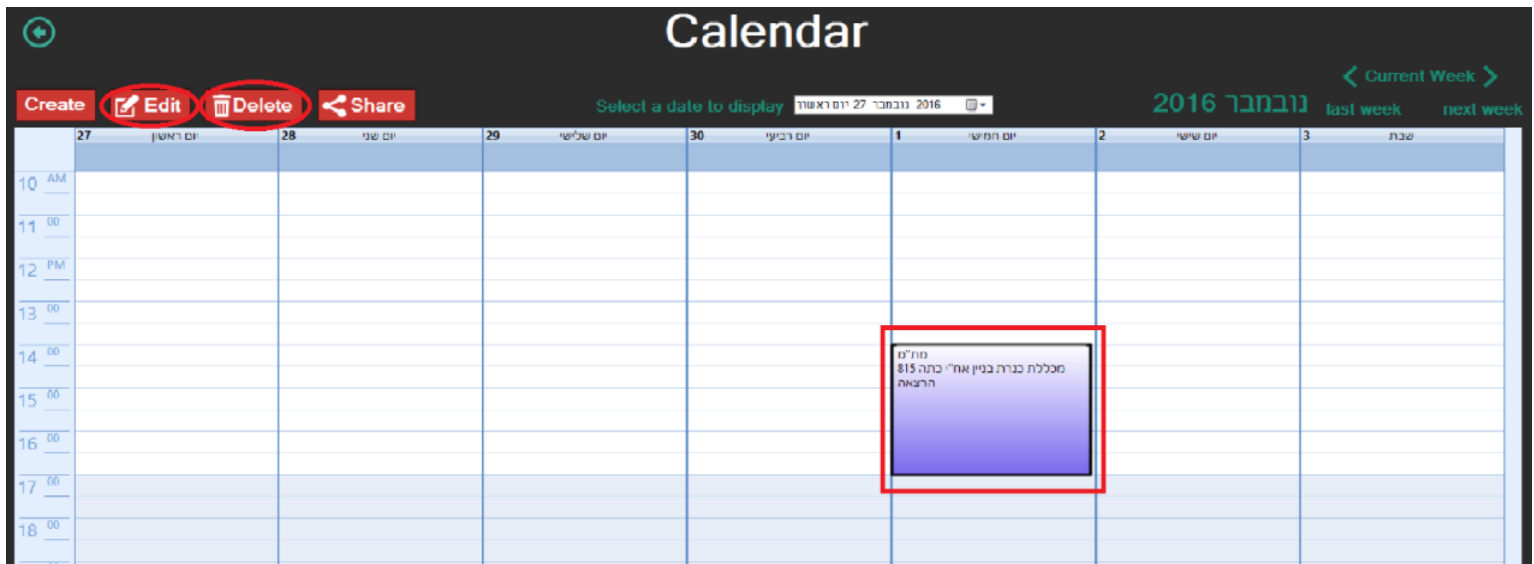 Calendar
Current Week
Create Edit Delete Share
Select a date to display
2016 נובמבר 27 יום ראשון
נובמבר 2016
last week next week
27 יום ראשון 28 יום שני 29 יום שלישי 30 יום רביעי 1 יום חמישי 2 יום שישי 3 שבת
10 AM
11 00
12 PM
13 00
14 00
מת"מ
מכללת כנרת בניין אח"י כתה 815
הרצאה
15 00
16 00
17 00
18 00